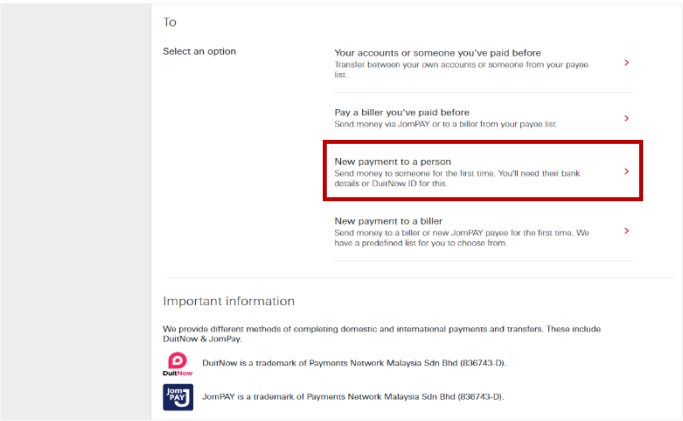 To
Select an option
Your accounts or someone you've paid before
Transfer between your own accounts or someone from your payee
list.
Pay a biller you've paid before
Send money via JomPAY or to a biller from your payee list.
New payment to a person
Send money to someone for the first time. You'll need their bank
details or DuitNow ID for this.
New payment to a biller
Send money to a biller or new JomPAY payee for the first time. We
have a predefined list for you to choose from.
Important information
We provide different methods of completing domestic and international payments and transfers. These include
DuitNow & JomPay.
DuitNow
DuitNow is a trademark of Payments Network Malaysia Sdn Bhd (836743-D).
Jom
PAY
JomPAY is a trademark of Payments Network Malaysia Sdn Bhd (836743-D).